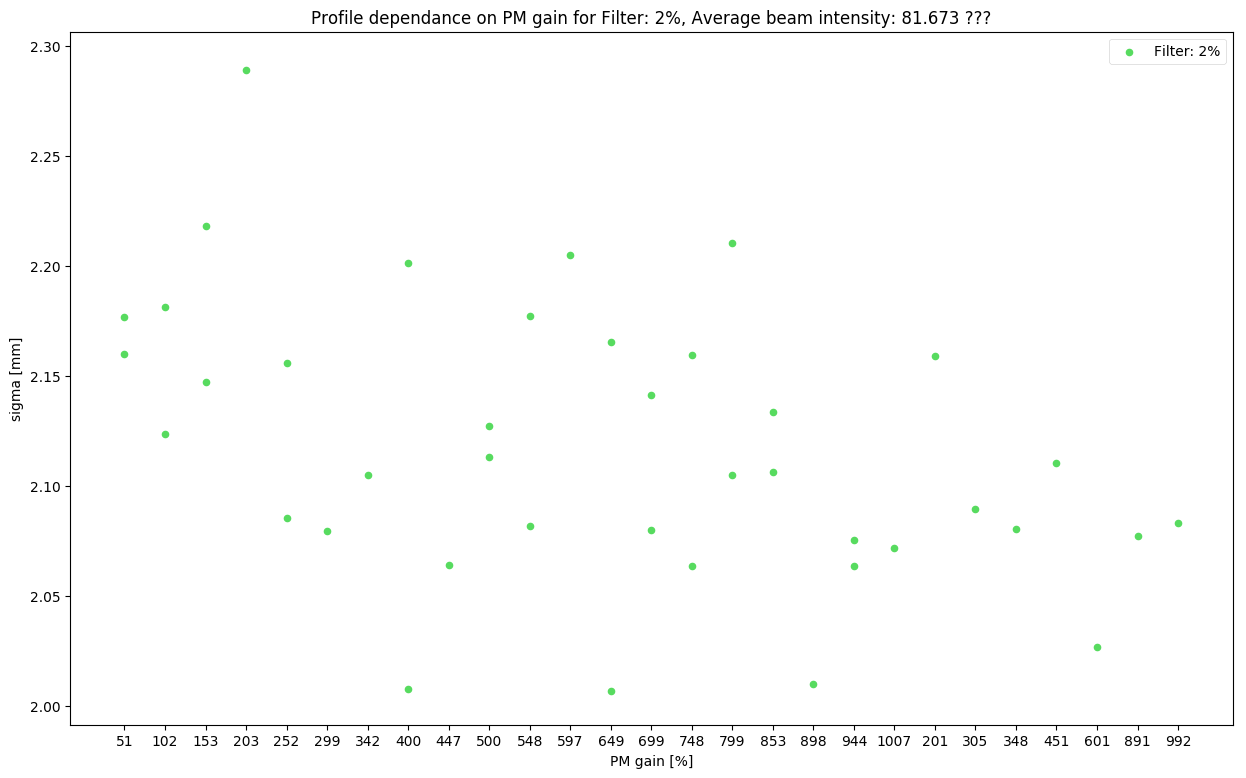 Profile dependance on PM gain for Filter: 2%, Average beam intensity: 81.673 ???
Filter: 2%
2.30
2.25
2.20
2.15
2.10
2.05
2.00
sigma [mm]
51 102 153 203 252 299 342 400 447 500 548 597 649 699 748 799 853 898 944 1007 201 305 348 451 601 891 992
PM gain [%]